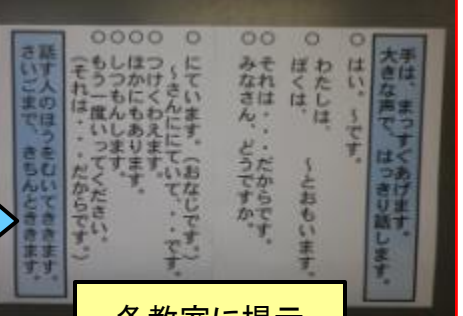 手は、まっすぐあげます。
大きな声で、はっきり話します。
○ はい。~です。
○ わたしは、
ぼくは、 ~とおもいます。
○ それは・・・だからです。
○ みなさん、どうですか。
○ にています。(おなじです。)
~さんににていて、・・・です。
○ つけくわえます。
○ ほかにもあります。
○ しつもんします。
○ もう一度いってください。
(それは・・・だからです。)
話す人のほうをむいてききます。
さいごまで、きちんとききます。
各教室に掲示